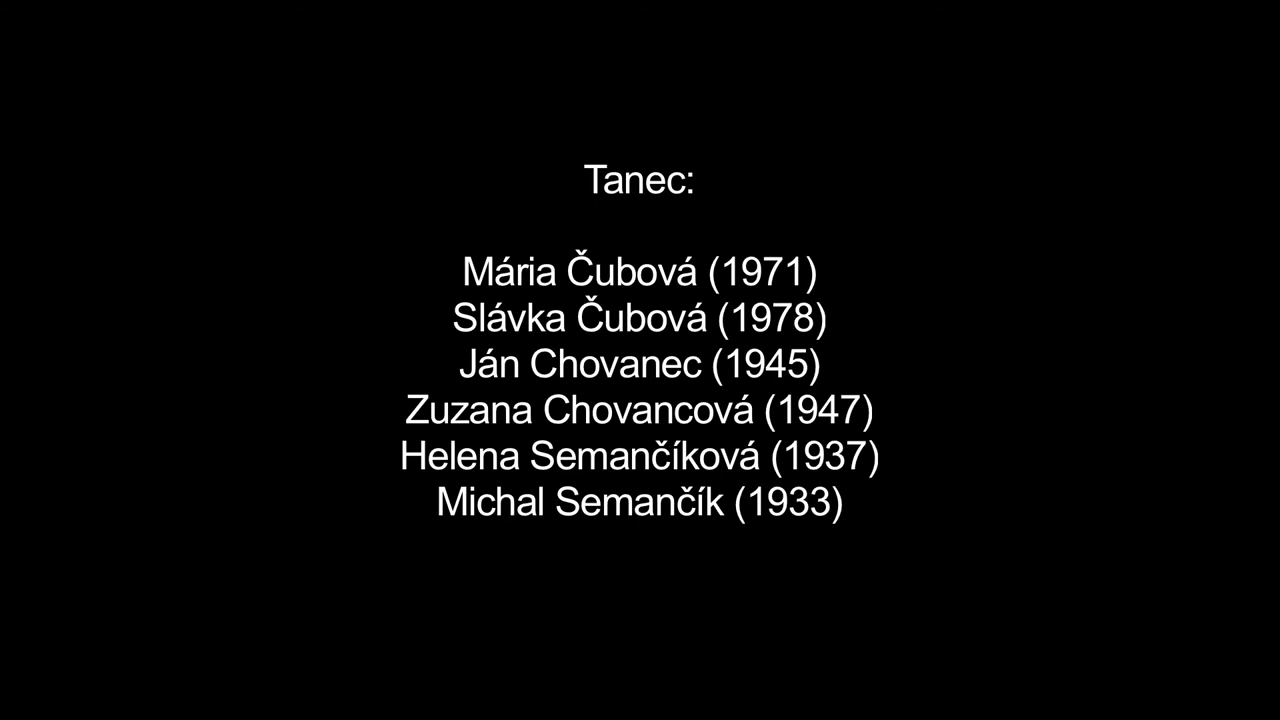 Tanec:
Mária Čubová (1971)
Slávka Čubová (1978)
Ján Chovanec (1945)
Zuzana Chovancová (1947)
Helena Semančíková (1937)
Michal Semančík (1933)